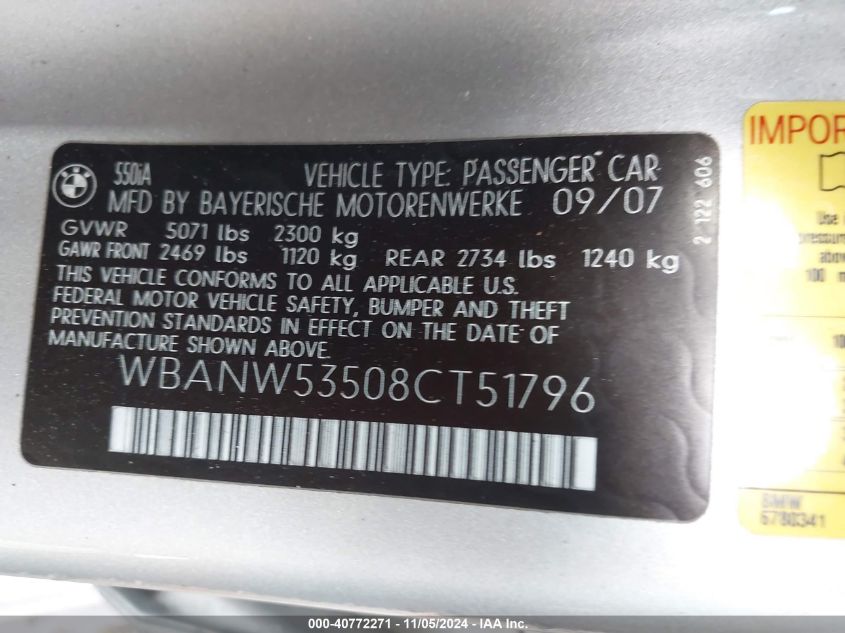 550iA VEHICLE TYPE: PASSENGER CAR
MFD BY BAYERISCHE MOTORENWERKE 09/07
GVWR 5071 lbs 2300 kg
GAWR FRONT 2469 lbs 1120 kg REAR 2734 lbs 1240 kg
THIS VEHICLE CONFORMS TO ALL APPLICABLE U.S.
FEDERAL MOTOR VEHICLE SAFETY, BUMPER AND THEFT
PREVENTION STANDARDS IN EFFECT ON THE DATE OF
MANUFACTURE SHOWN ABOVE.
WBANW53508CT51796
2 122 606
Use
above
100
BMW
6780341
000-40772271 - 11/05/2024 - IAA, Inc.